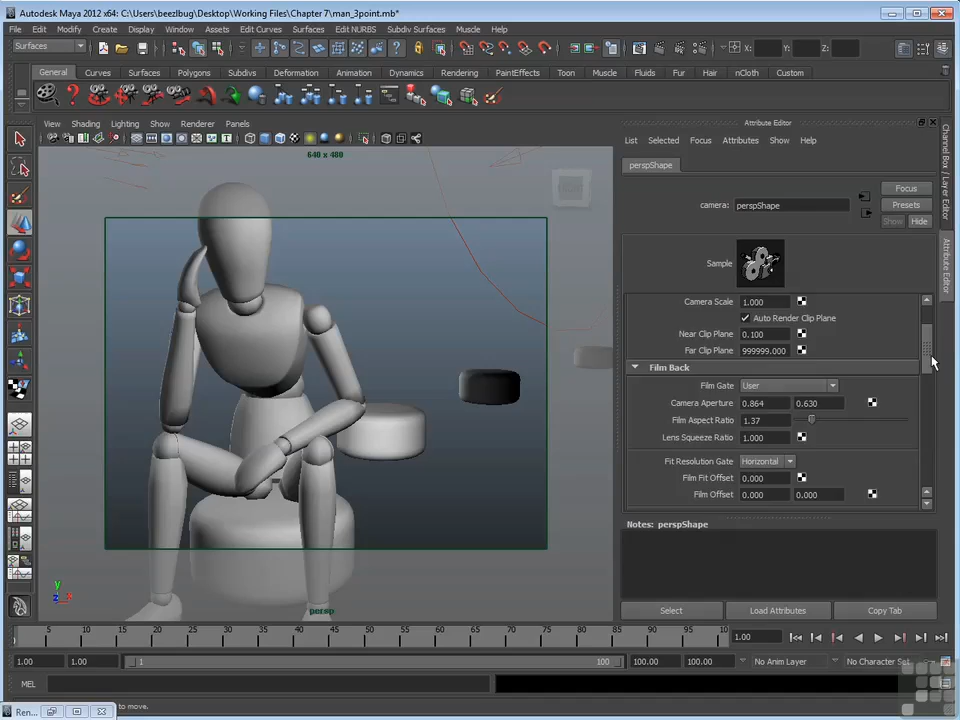 Autodesk Maya 2012 x64: C:\Users\beezlbug\Desktop\Working Files\Chapter 7\man_3point.mb*
File Edit Modify Create Display Window Assets Edit Curves Surfaces Edit NURBS Subdiv Surfaces Muscle Help
Surfaces X: Y: Z:
General Curves Surfaces Polygons Subdivs Deformation Animation Dynamics Rendering PaintEffects Toon Muscle Fluids Fur Hair nCloth Custom
View Shading Lighting Show Renderer Panels
640 x 480
persp
y
z x
Attribute Editor
List Selected Focus Attributes Show Help
perspShape
Focus
camera: perspShape
Presets
Show Hide
Sample
Camera Scale 1.000
Auto Render Clip Plane
Near Clip Plane 0.100
Far Clip Plane 999999.000
Film Back
Film Gate User
Camera Aperture 0.864 0.630
Film Aspect Ratio 1.37
Lens Squeeze Ratio 1.000
Fit Resolution Gate Horizontal
Film Fit Offset 0.000
Film Offset 0.000 0.000
Notes: perspShape
Select Load Attributes Copy Tab
Channel Box / Layer Editor
Attribute Editor
5 10 15 20 25 30 35 40 45 50 55 60 65 70 75 80 85 90 95 10 1.00
1.00 1.00 1 100 100.00 100.00 No Anim Layer No Character Set
MEL
to move.
Ren...